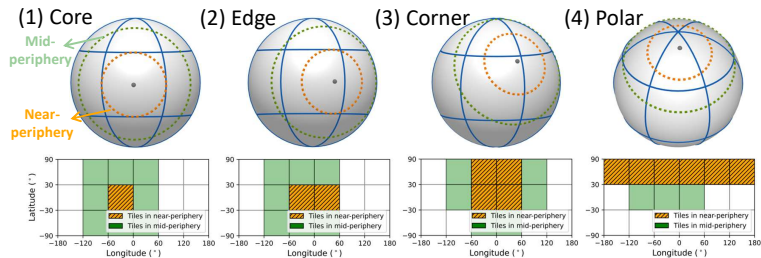 (1) Core
(2) Edge
(3) Corner
(4) Polar
Mid-
periphery
Near-
periphery
90
30
−30
−90
Latitude (°)
Tiles in near-periphery
Tiles in mid-periphery
−180 −120 −60 0 60 120 180
Longitude (°)
90
30
−30
−90
Tiles in near-periphery
Tiles in mid-periphery
−180 −120 −60 0 60 120 180
Longitude (°)
90
30
−30
−90
Tiles in near-periphery
Tiles in mid-periphery
−180 −120 −60 0 60 120 180
Longitude (°)
90
30
−30
−90
Tiles in near-periphery
Tiles in mid-periphery
−180 −120 −60 0 60 120 180
Longitude (°)